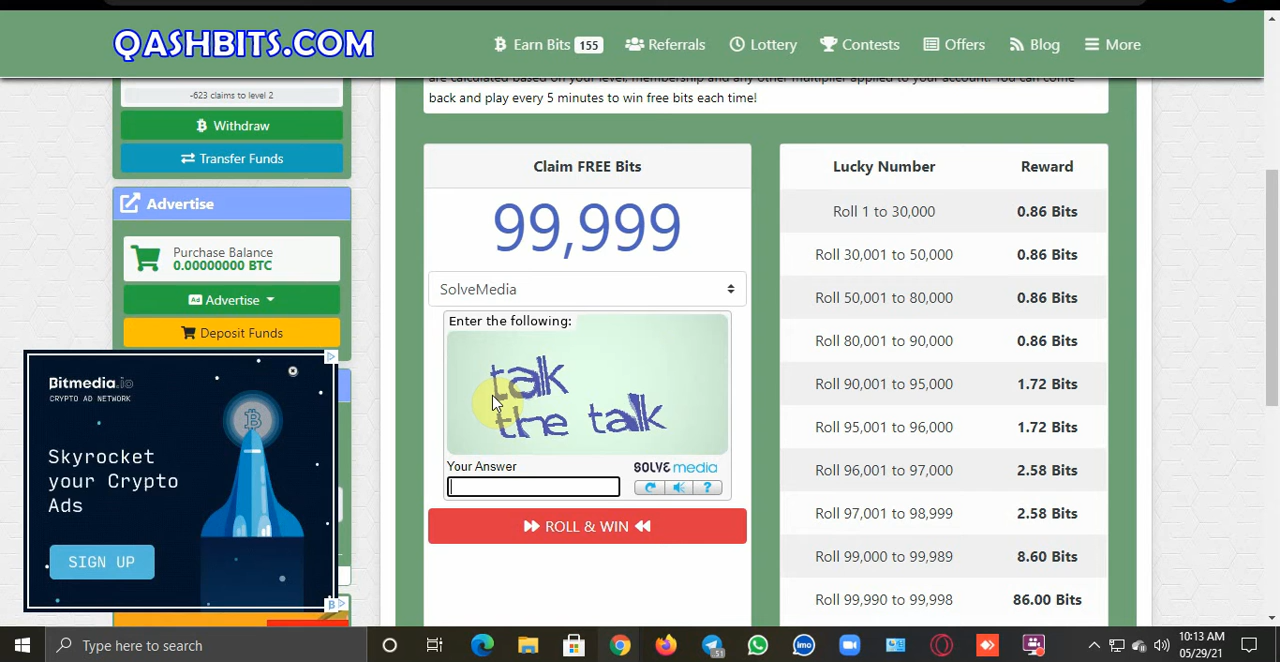 QASHBITS.COM
Earn Bits 155
Referrals
Lottery
Contests
Offers
Blog
More
-623 claims to level 2
Withdraw
Transfer Funds
Advertise
Purchase Balance
0.00000000 BTC
Advertise
Deposit Funds
Bitmedia.io
CRYPTO AD NETWORK
Skyrocket
your Crypto
Ads
SIGN UP
are calculated based on your level, membership and any other multiplier applied to your account. You can come
back and play every 5 minutes to win free bits each time!
Claim FREE Bits
99,999
SolveMedia
Enter the following:
talk
the talk
Your Answer
SOLVE media
ROLL & WIN
Lucky Number Reward
Roll 1 to 30,000 0.86 Bits
Roll 30,001 to 50,000 0.86 Bits
Roll 50,001 to 80,000 0.86 Bits
Roll 80,001 to 90,000 0.86 Bits
Roll 90,001 to 95,000 1.72 Bits
Roll 95,001 to 96,000 1.72 Bits
Roll 96,001 to 97,000 2.58 Bits
Roll 97,001 to 98,999 2.58 Bits
Roll 99,000 to 99,989 8.60 Bits
Roll 99,990 to 99,998 86.00 Bits
Type here to search
10:13 AM
05/29/21